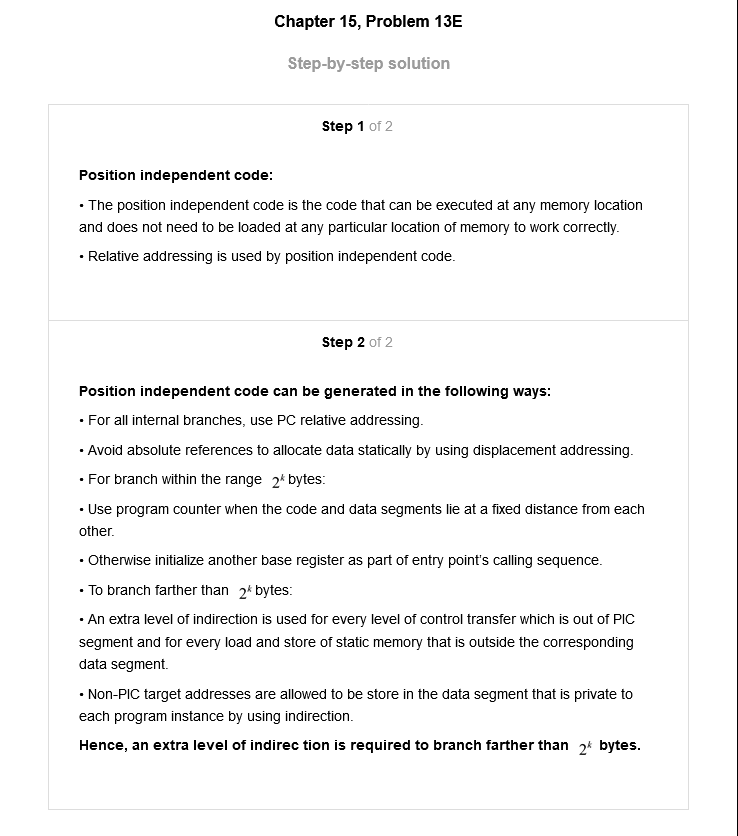 Chapter 15, Problem 13E
Step-by-step solution
Step 1 of 2
Position independent code:
• The position independent code is the code that can be executed at any memory location
and does not need to be loaded at any particular location of memory to work correctly.
• Relative addressing is used by position independent code.
Step 2 of 2
Position independent code can be generated in the following ways:
• For all internal branches, use PC relative addressing.
• Avoid absolute references to allocate data statically by using displacement addressing.
• For branch within the range 2^k bytes:
• Use program counter when the code and data segments lie at a fixed distance from each
other.
• Otherwise initialize another base register as part of entry point's calling sequence.
• To branch farther than 2^k bytes:
• An extra level of indirection is used for every level of control transfer which is out of PIC
segment and for every load and store of static memory that is outside the corresponding
data segment.
• Non-PIC target addresses are allowed to be store in the data segment that is private to
each program instance by using indirection.
Hence, an extra level of indirec tion is required to branch farther than 2^k bytes.